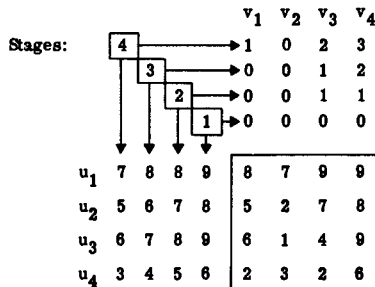 v1 v2 v3 v4
Stages: 4 1 0 2 3
3 0 0 1 2
2 0 0 1 1
1 0 0 0 0
u1 7 8 8 9 8 7 9 9
u2 5 6 7 8 5 2 7 8
u3 6 7 8 9 6 1 4 9
u4 3 4 5 6 2 3 2 6